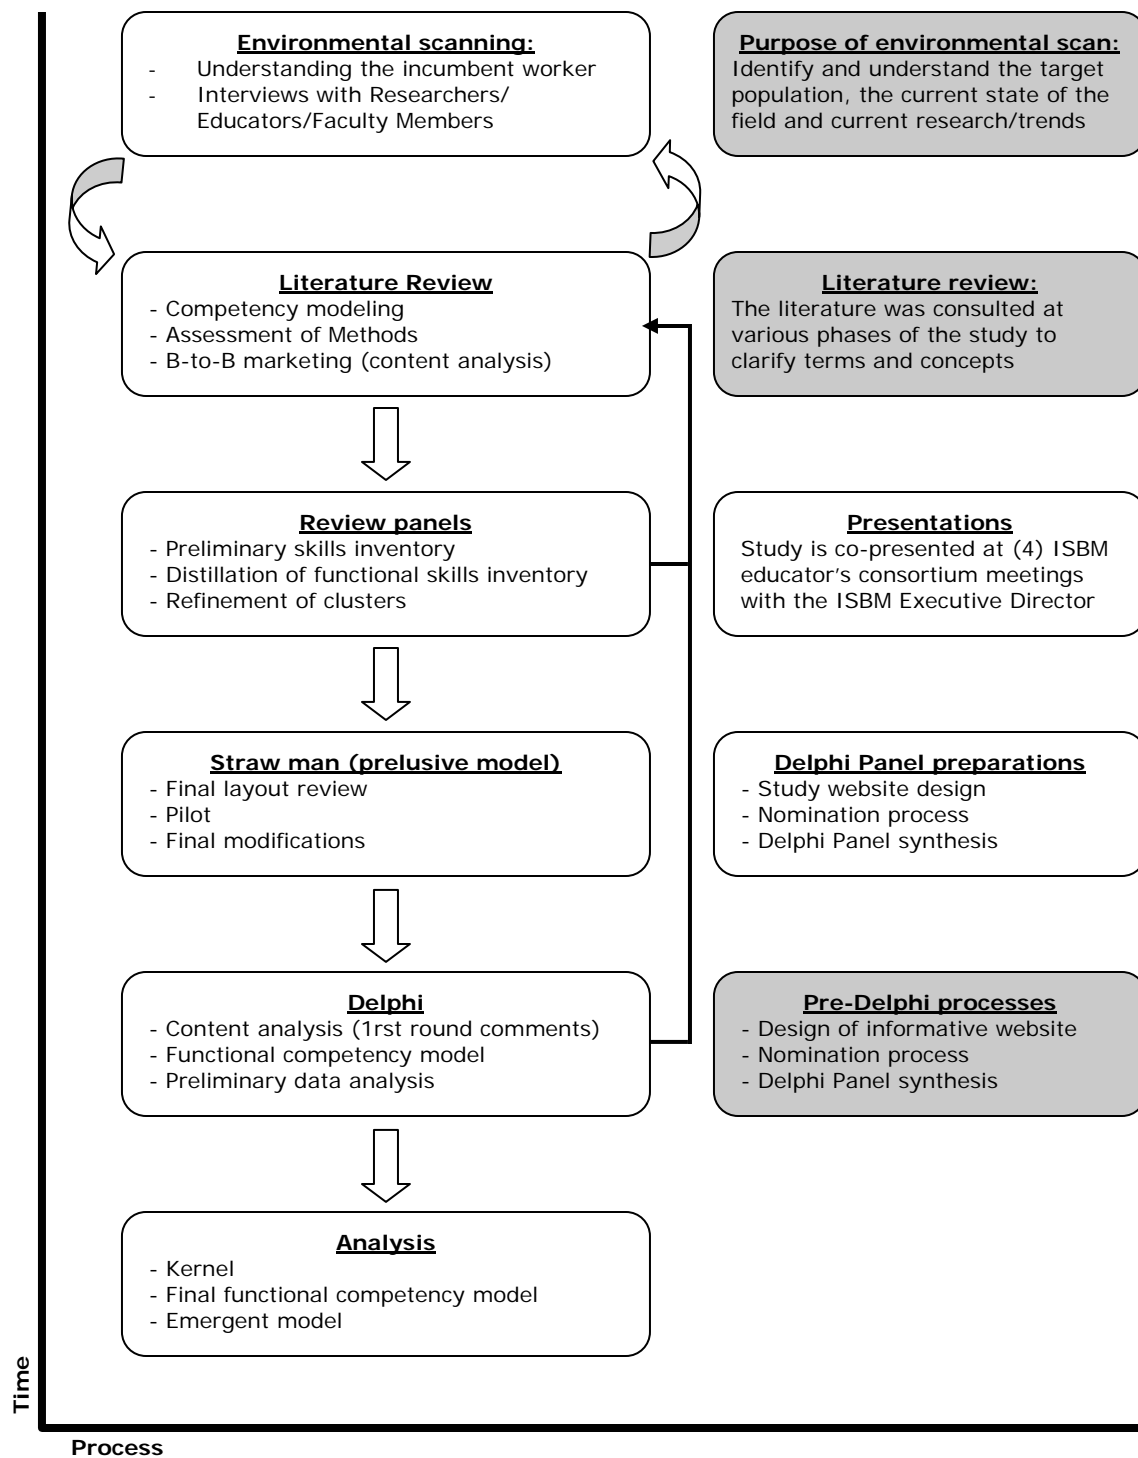 Environmental scanning:
- Understanding the incumbent worker
- Interviews with Researchers/
Educators/Faculty Members
Purpose of environmental scan:
Identify and understand the target
population, the current state of the
field and current research/trends
Literature Review
- Competency modeling
- Assessment of Methods
- B-to-B marketing (content analysis)
Literature review:
The literature was consulted at
various phases of the study to
clarify terms and concepts
Review panels
- Preliminary skills inventory
- Distillation of functional skills inventory
- Refinement of clusters
Presentations
Study is co-presented at (4) ISBM
educator's consortium meetings
with the ISBM Executive Director
Straw man (prelusive model)
- Final layout review
- Pilot
- Final modifications
Delphi Panel preparations
- Study website design
- Nomination process
- Delphi Panel synthesis
Delphi
- Content analysis (1rst round comments)
- Functional competency model
- Preliminary data analysis
Pre-Delphi processes
- Design of informative website
- Nomination process
- Delphi Panel synthesis
Analysis
- Kernel
- Final functional competency model
- Emergent model
Time
Process